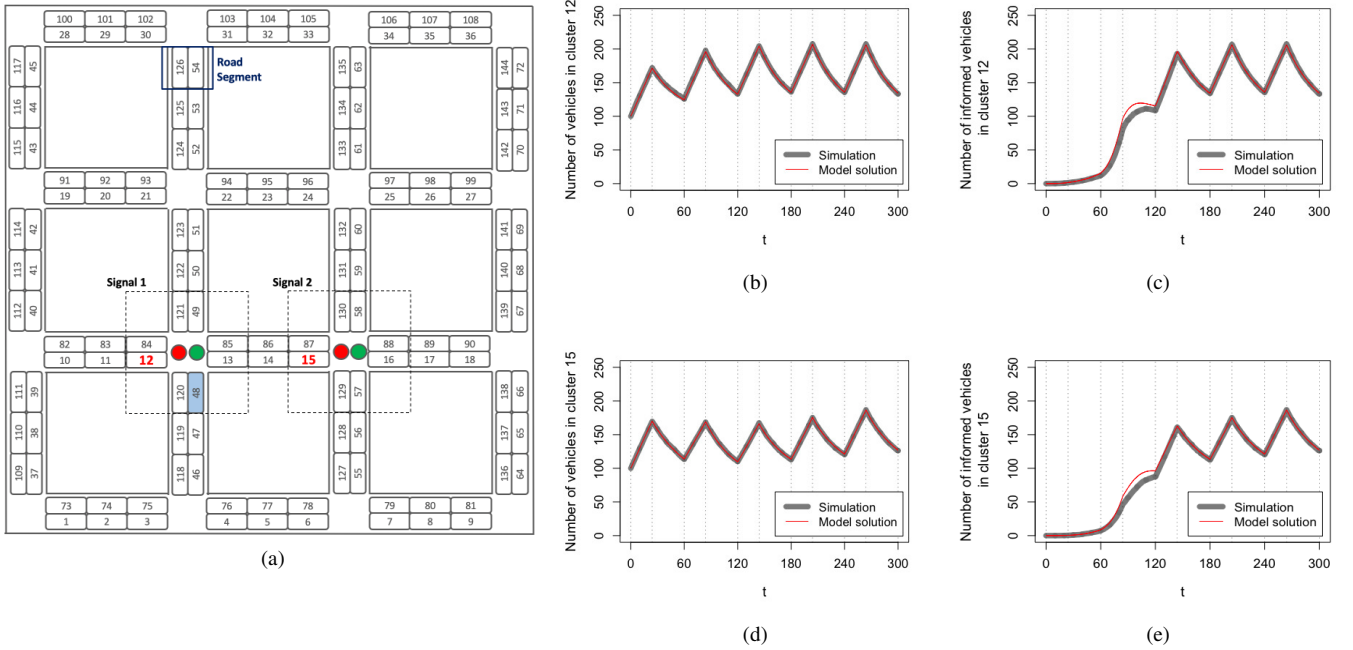 100 101 102 103 104 105 106 107 108
28 29 30 31 32 33 34 35 36
117 45 126 54 Road Segment 135 63 144 72
116 44 125 53 134 62 143 71
115 43 124 52 133 61 142 70
91 92 93 94 95 96 97 98 99
19 20 21 22 23 24 25 26 27
114 42 123 51 132 60 141 69
113 41 122 50 131 59 140 68
Signal 1 Signal 2
112 40 121 49 130 58 139 67
82 83 84 85 86 87 88 89 90
10 11 12 13 14 15 16 17 18
111 39 120 48 129 57 138 66
110 38 119 47 128 56 137 65
109 37 118 46 127 55 136 64
73 74 75 76 77 78 79 80 81
1 2 3 4 5 6 7 8 9
(a)
Number of vehicles in cluster 12
0 50 100 150 200 250
Simulation
Model solution
0 60 120 180 240 300
t
(b)
Number of informed vehicles
in cluster 12
0 50 100 150 200 250
Simulation
Model solution
0 60 120 180 240 300
t
(c)
Number of vehicles in cluster 15
0 50 100 150 200 250
Simulation
Model solution
0 60 120 180 240 300
t
(d)
Number of informed vehicles
in cluster 15
0 50 100 150 200 250
Simulation
Model solution
0 60 120 180 240 300
t
(e)